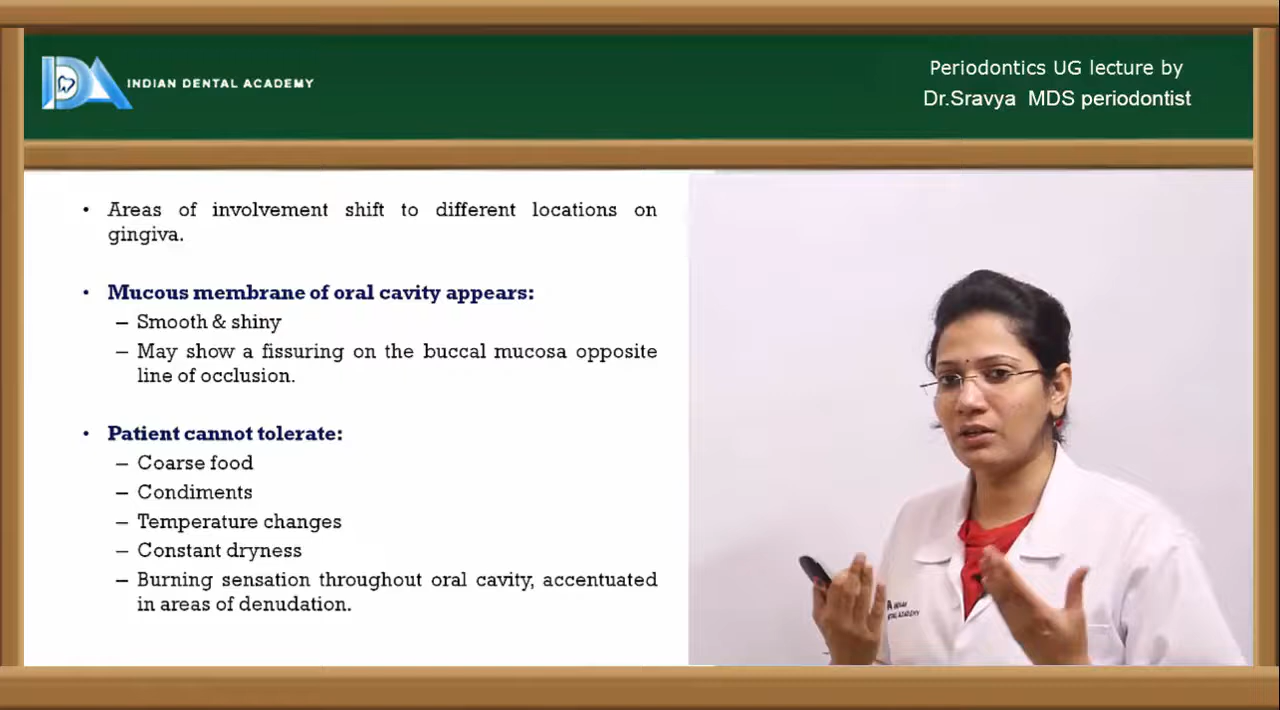 IDA
INDIAN DENTAL ACADEMY
Periodontics UG lecture by
Dr.Sravya MDS periodontist
• Areas of involvement shift to different locations on
gingiva.
• Mucous membrane of oral cavity appears:
– Smooth & shiny
– May show a fissuring on the buccal mucosa opposite
line of occlusion.
• Patient cannot tolerate:
– Coarse food
– Condiments
– Temperature changes
– Constant dryness
– Burning sensation throughout oral cavity, accentuated
in areas of denudation.
DENTAL ACADEMY